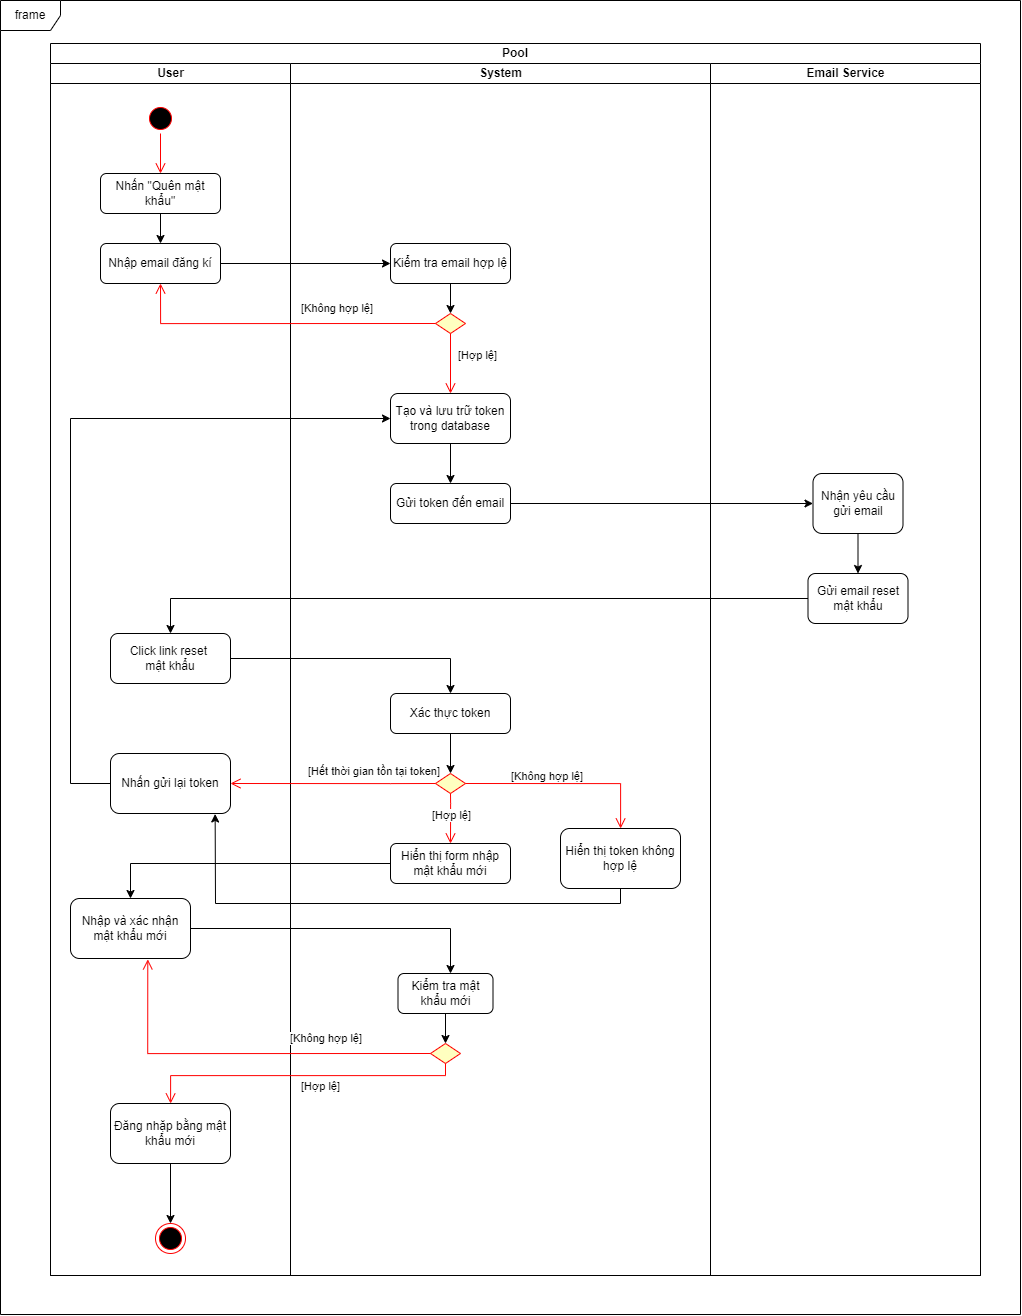 frame
Pool
User
System
Email Service
Nhấn "Quên mật
khẩu"
Nhập email đăng kí
Kiểm tra email hợp lệ
[Không hợp lệ]
[Hợp lệ]
Tạo và lưu trữ token
trong database
Gửi token đến email
Nhận yêu cầu
gửi email
Gửi email reset
mật khẩu
Click link reset
mật khẩu
Xác thực token
[Hết thời gian tồn tại token]
[Không hợp lệ]
Nhấn gửi lại token
[Hợp lệ]
Hiển thị form nhập
mật khẩu mới
Hiển thị token không
hợp lệ
Nhập và xác nhận
mật khẩu mới
Kiểm tra mật
khẩu mới
[Không hợp lệ]
[Hợp lệ]
Đăng nhặp bằng mật
khẩu mới